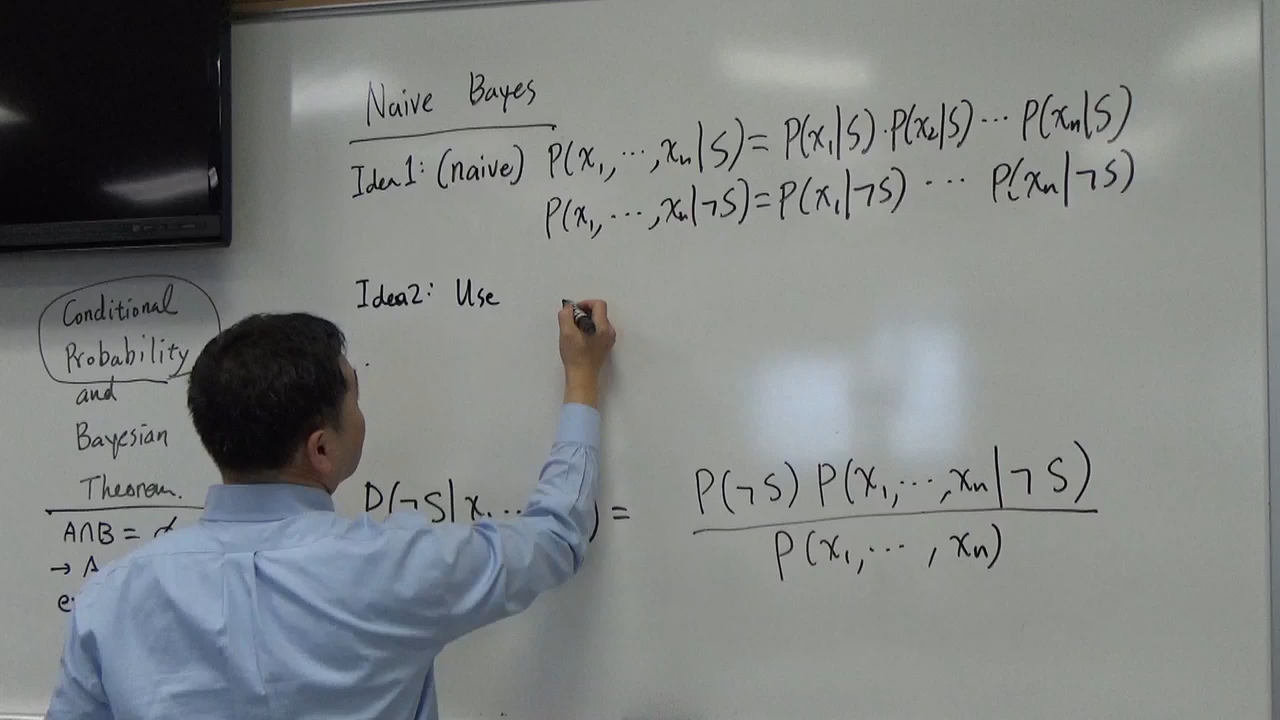 Conditional
Probability
and
Bayesian
Theorem.
A∩B =
→ A
Naive Bayes
Idea1: (naive) P(x₁, ⋯, xₙ|S) = P(x₁|S)·P(x₂|S) ⋯ P(xₙ|S)
P(x₁, ⋯, xₙ|¬S) = P(x₁|¬S) ⋯ P(xₙ|¬S)
Idea2: Use
P(¬S|x₁ ⋯ ) = P(¬S) P(x₁, ⋯, xₙ|¬S)
P(x₁, ⋯, xₙ)